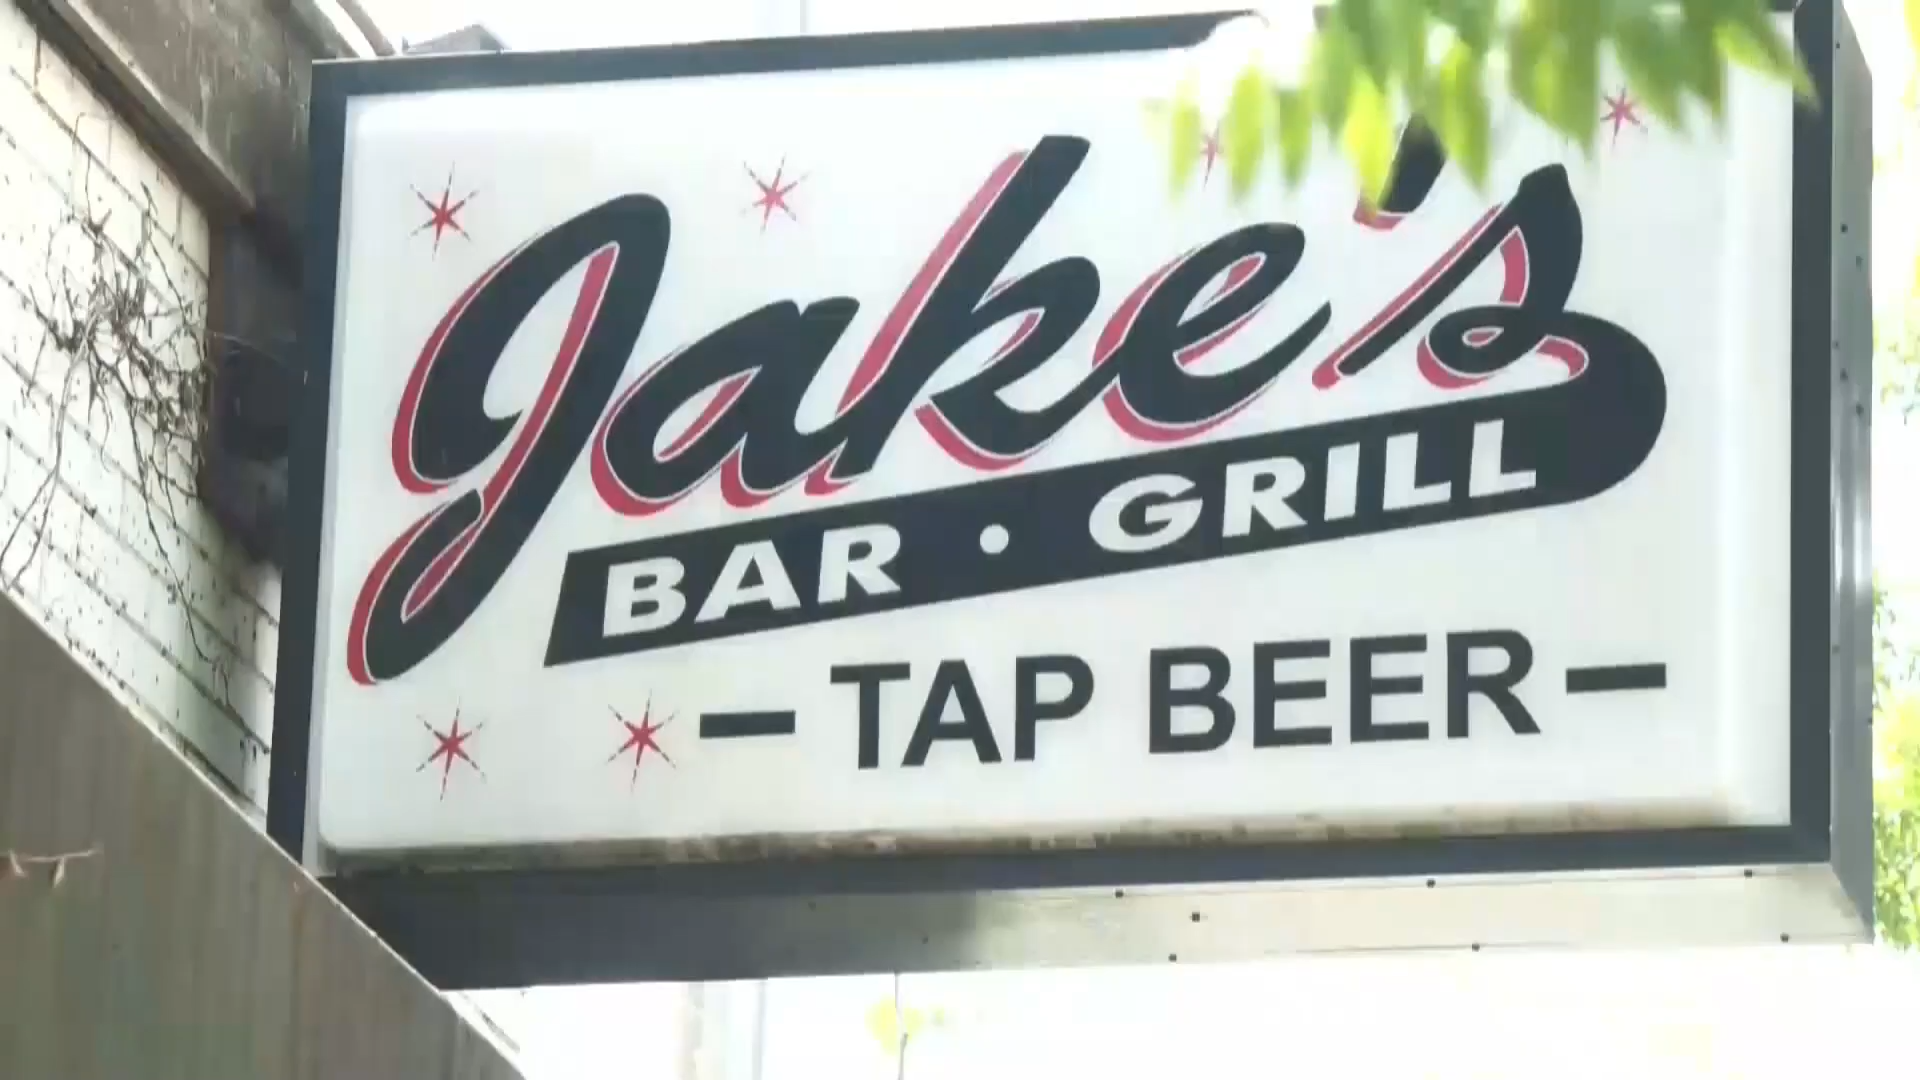 Jake's
BAR • GRILL
- TAP BEER -